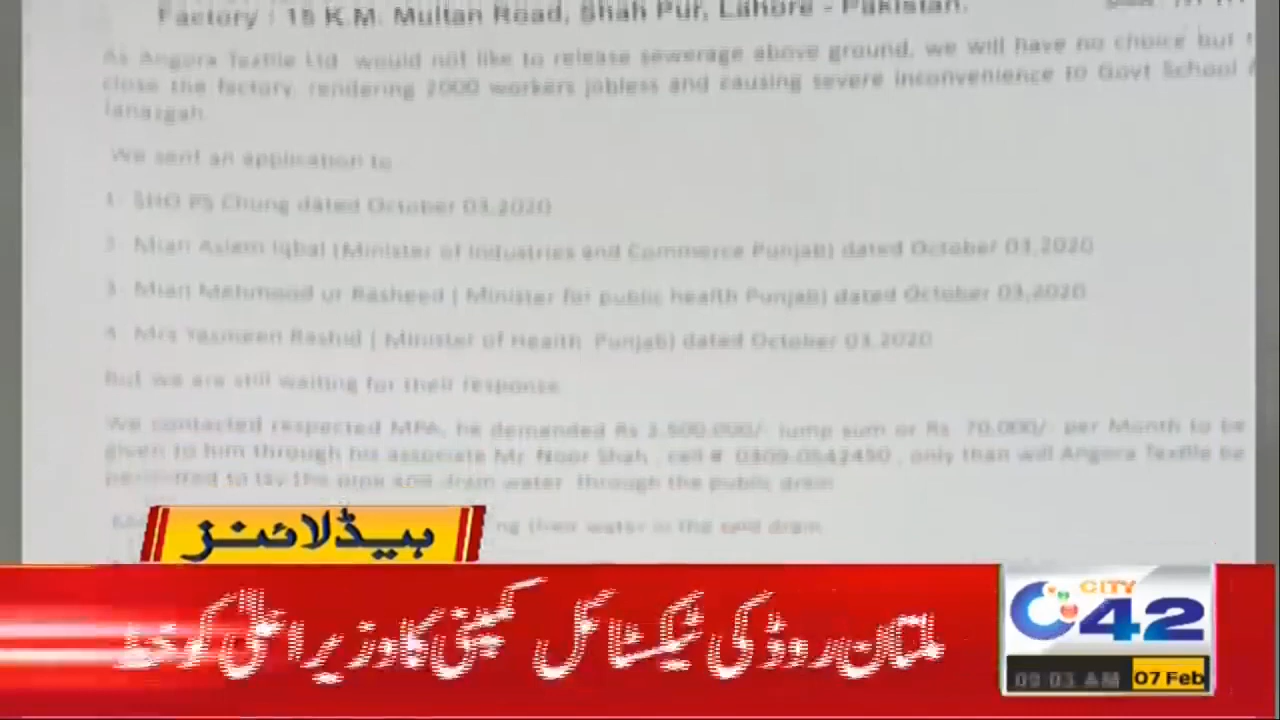 Factory : 15 K.M. Multan Road, Shah Pur, Lahore - Pakistan.
As Angora Textile Ltd would not like to release sewerage above ground, we will have no choice but
close the factory, rendering 2000 workers jobless and causing severe inconvenience to Govt School
Janazgah.
We sent an application to
1- SHO PS Chung dated October 03,2020
2- Mian Aslam Iqbal (Minister of Industries and Commerce Punjab) dated October 03,2020
3- Mian Mehmood ur Rasheed ( Minister for public health Punjab) dated October 03,2020
4- Mrs Yasmeen Rashid ( Minister of Health Punjab) dated October 03,2020
But we are still waiting for their response
We contacted respected MPA, he demanded Rs lump sum or Rs 70,000/- per Month to be
given to him through his associate Mr Noor Shah , cell # , only than will Angora Textile be
permitted to lay the pipe and drain water through the public drain
their water in the said drain
ہیڈلائنز
ملتان روڈ کی ٹیکسٹائل کمپنی کا وزیراعلیٰ کو خط
CITY
42
09:03 AM 07 Feb